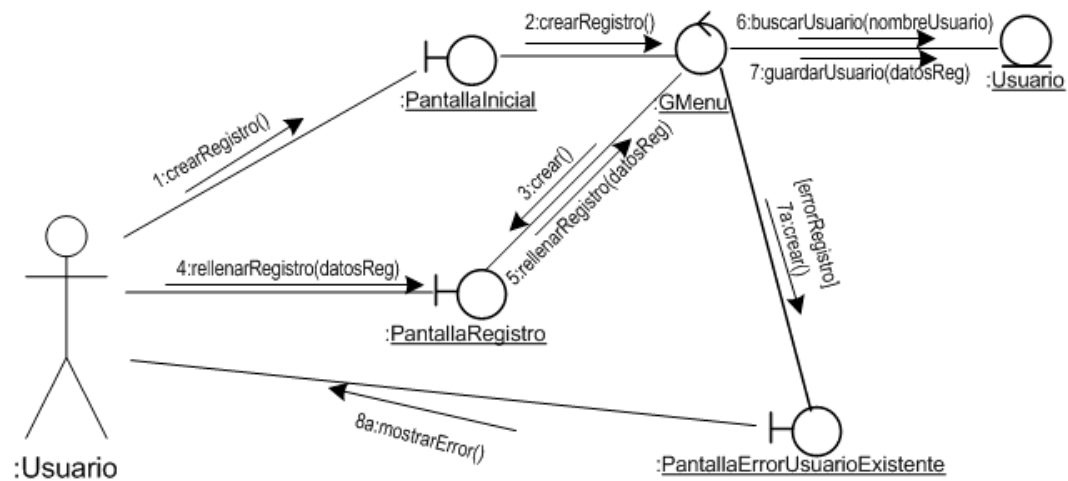 2:crearRegistro()
6:buscarUsuario(nombreUsuario)
7:guardarUsuario(datosReg)
:Usuario
:PantallaInicial
:GMenu
1:crearRegistro()
3:crear()
5:rellenarRegistro(datosReg)
[errorRegistro]
7a:crear()
4:rellenarRegistro(datosReg)
:PantallaRegistro
8a:mostrarError()
:Usuario
:PantallaErrorUsuarioExistente